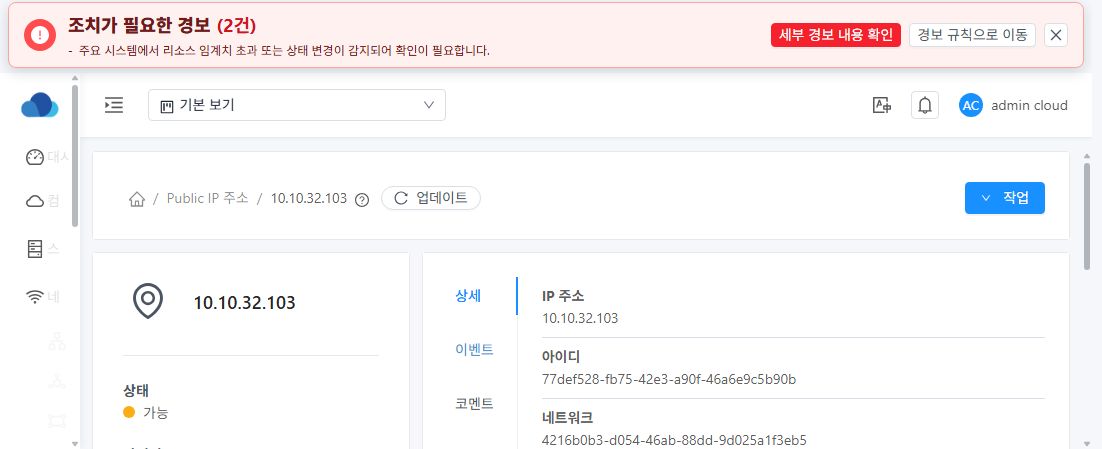 조치가 필요한 경보 (2건)
- 주요 시스템에서 리소스 임계치 초과 또는 상태 변경이 감지되어 확인이 필요합니다.
세부 경보 내용 확인
경보 규칙으로 이동
기본 보기
AC admin cloud
대시
컴
스
네
/ Public IP 주소 / 10.10.32.103
업데이트
작업
10.10.32.103
상태
가능
상세
이벤트
코멘트
IP 주소
10.10.32.103
아이디
77def528-fb75-42e3-a90f-46a6e9c5b90b
네트워크
4216b0b3-d054-46ab-88dd-9d025a1f3eb5